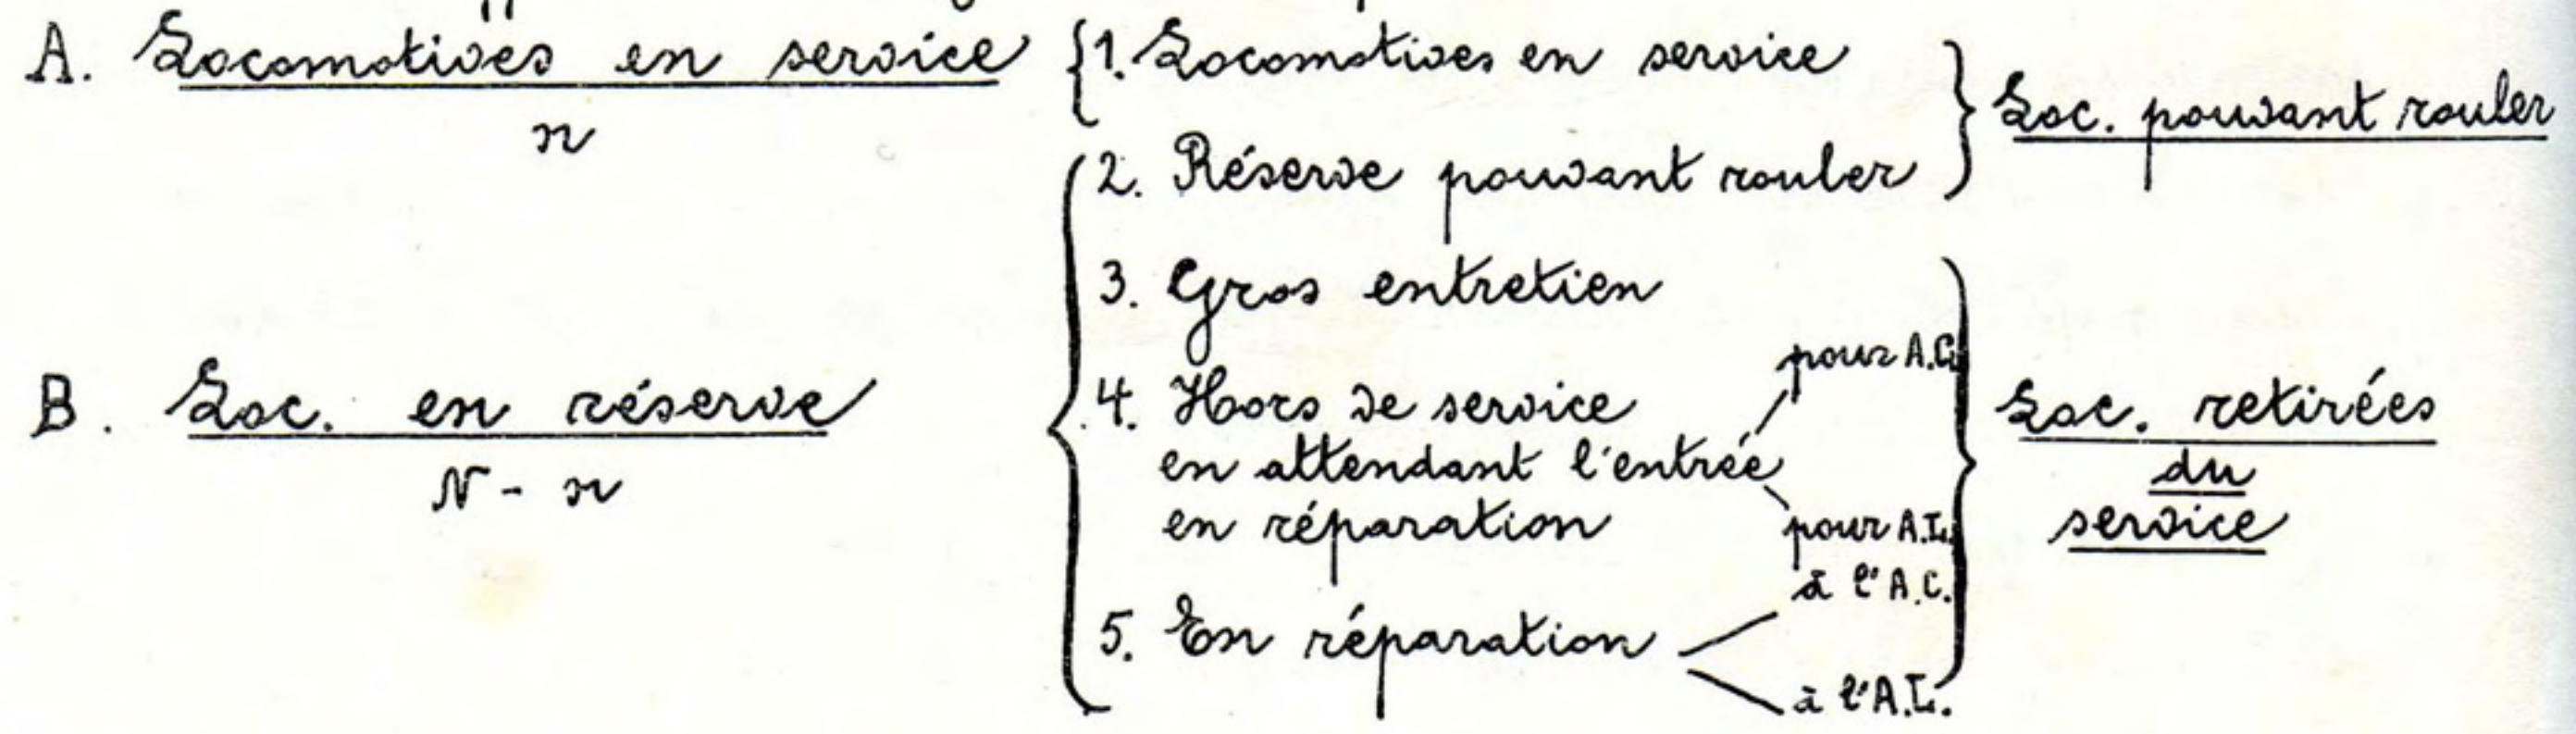 A. Locomotives en service { 1. Locomotives en service } Loc. pouvant rouler
n
2. Réserve pouvant rouler
3. Gros entretien
pour A.C.
B. Loc. en réserve { 4. Hors de service } Loc. retirées
N - n en attendant l'entrée du
en réparation pour A.L. service
à l'A.C.
5. En réparation
à l'A.L.